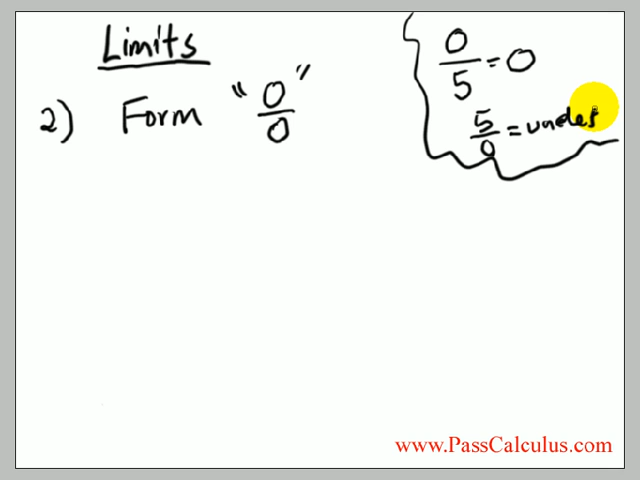 Limits
2) Form "0/0"
0/5 = 0
5/0 = undef
www.PassCalculus.com